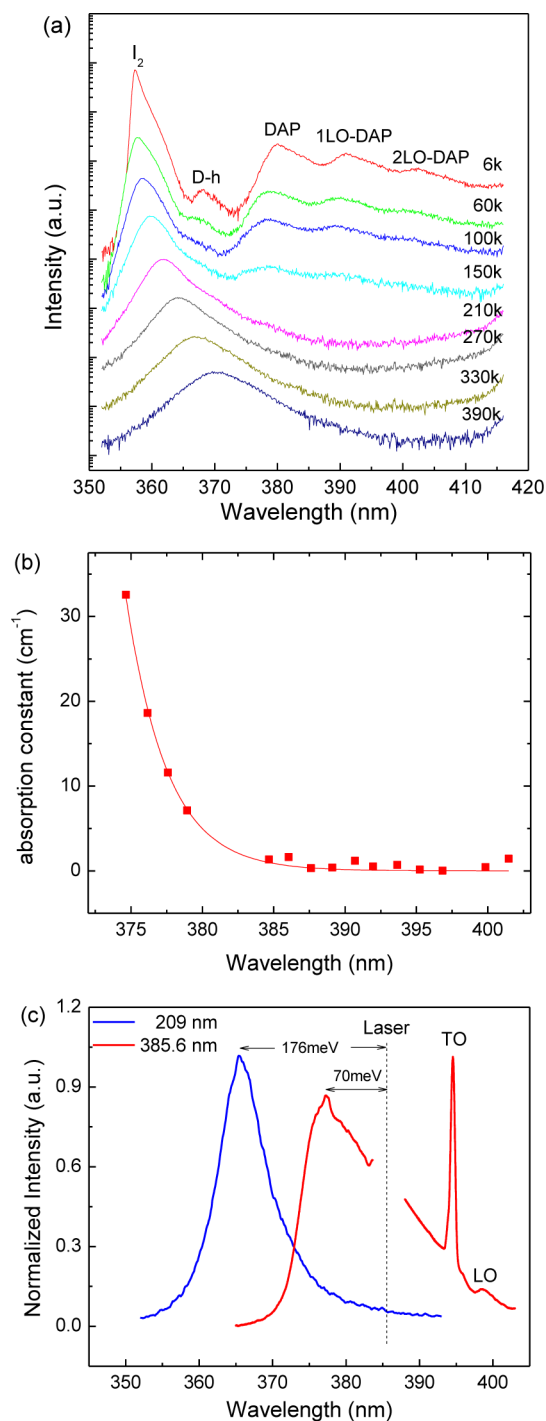 (a)
I₂
D-h
DAP
1LO-DAP
2LO-DAP
6k
60k
100k
150k
210k
270k
330k
390k
Intensity (a.u.)
350 360 370 380 390 400 410 420
Wavelength (nm)
(b)
30
20
10
0
absorption constant (cm⁻¹)
375 380 385 390 395 400
Wavelength (nm)
(c)
1.2
0.9
0.6
0.3
0.0
Normalized Intensity (a.u.)
209 nm
385.6 nm
Laser
TO
176meV
70meV
LO
350 360 370 380 390 400
Wavelength (nm)